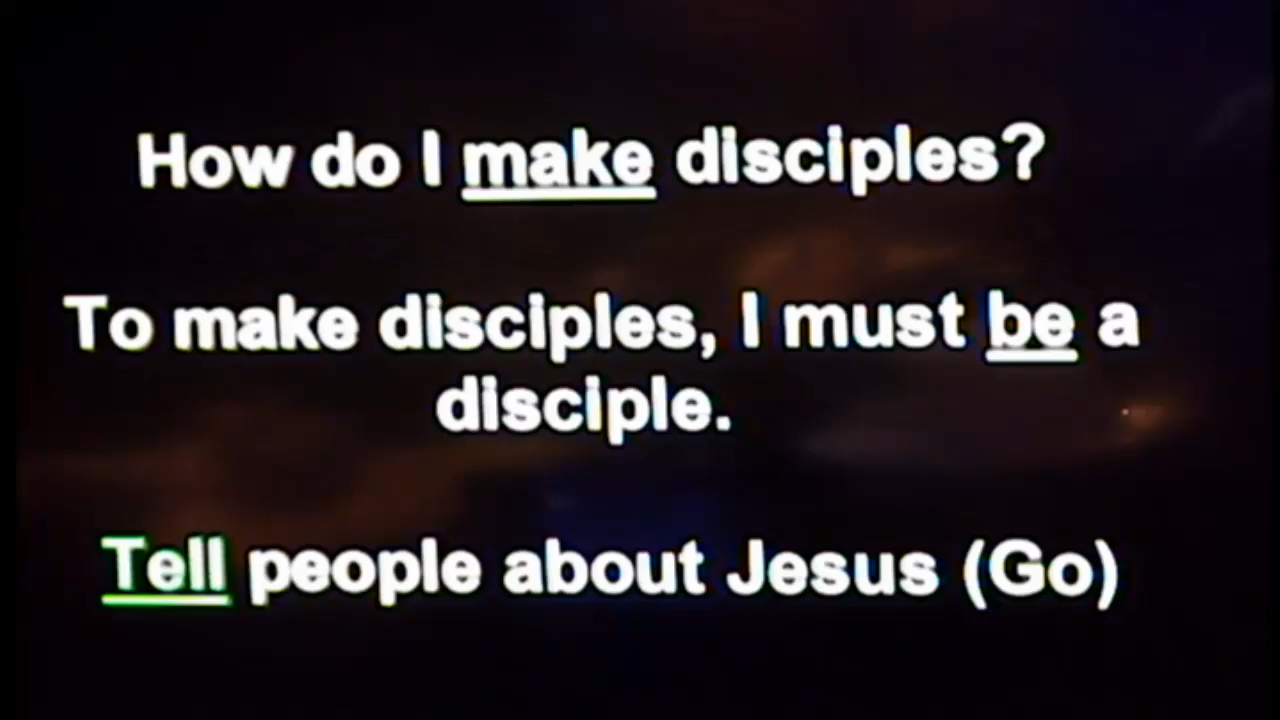 How do I make disciples?
To make disciples, I must be a
disciple.
Tell people about Jesus (Go)